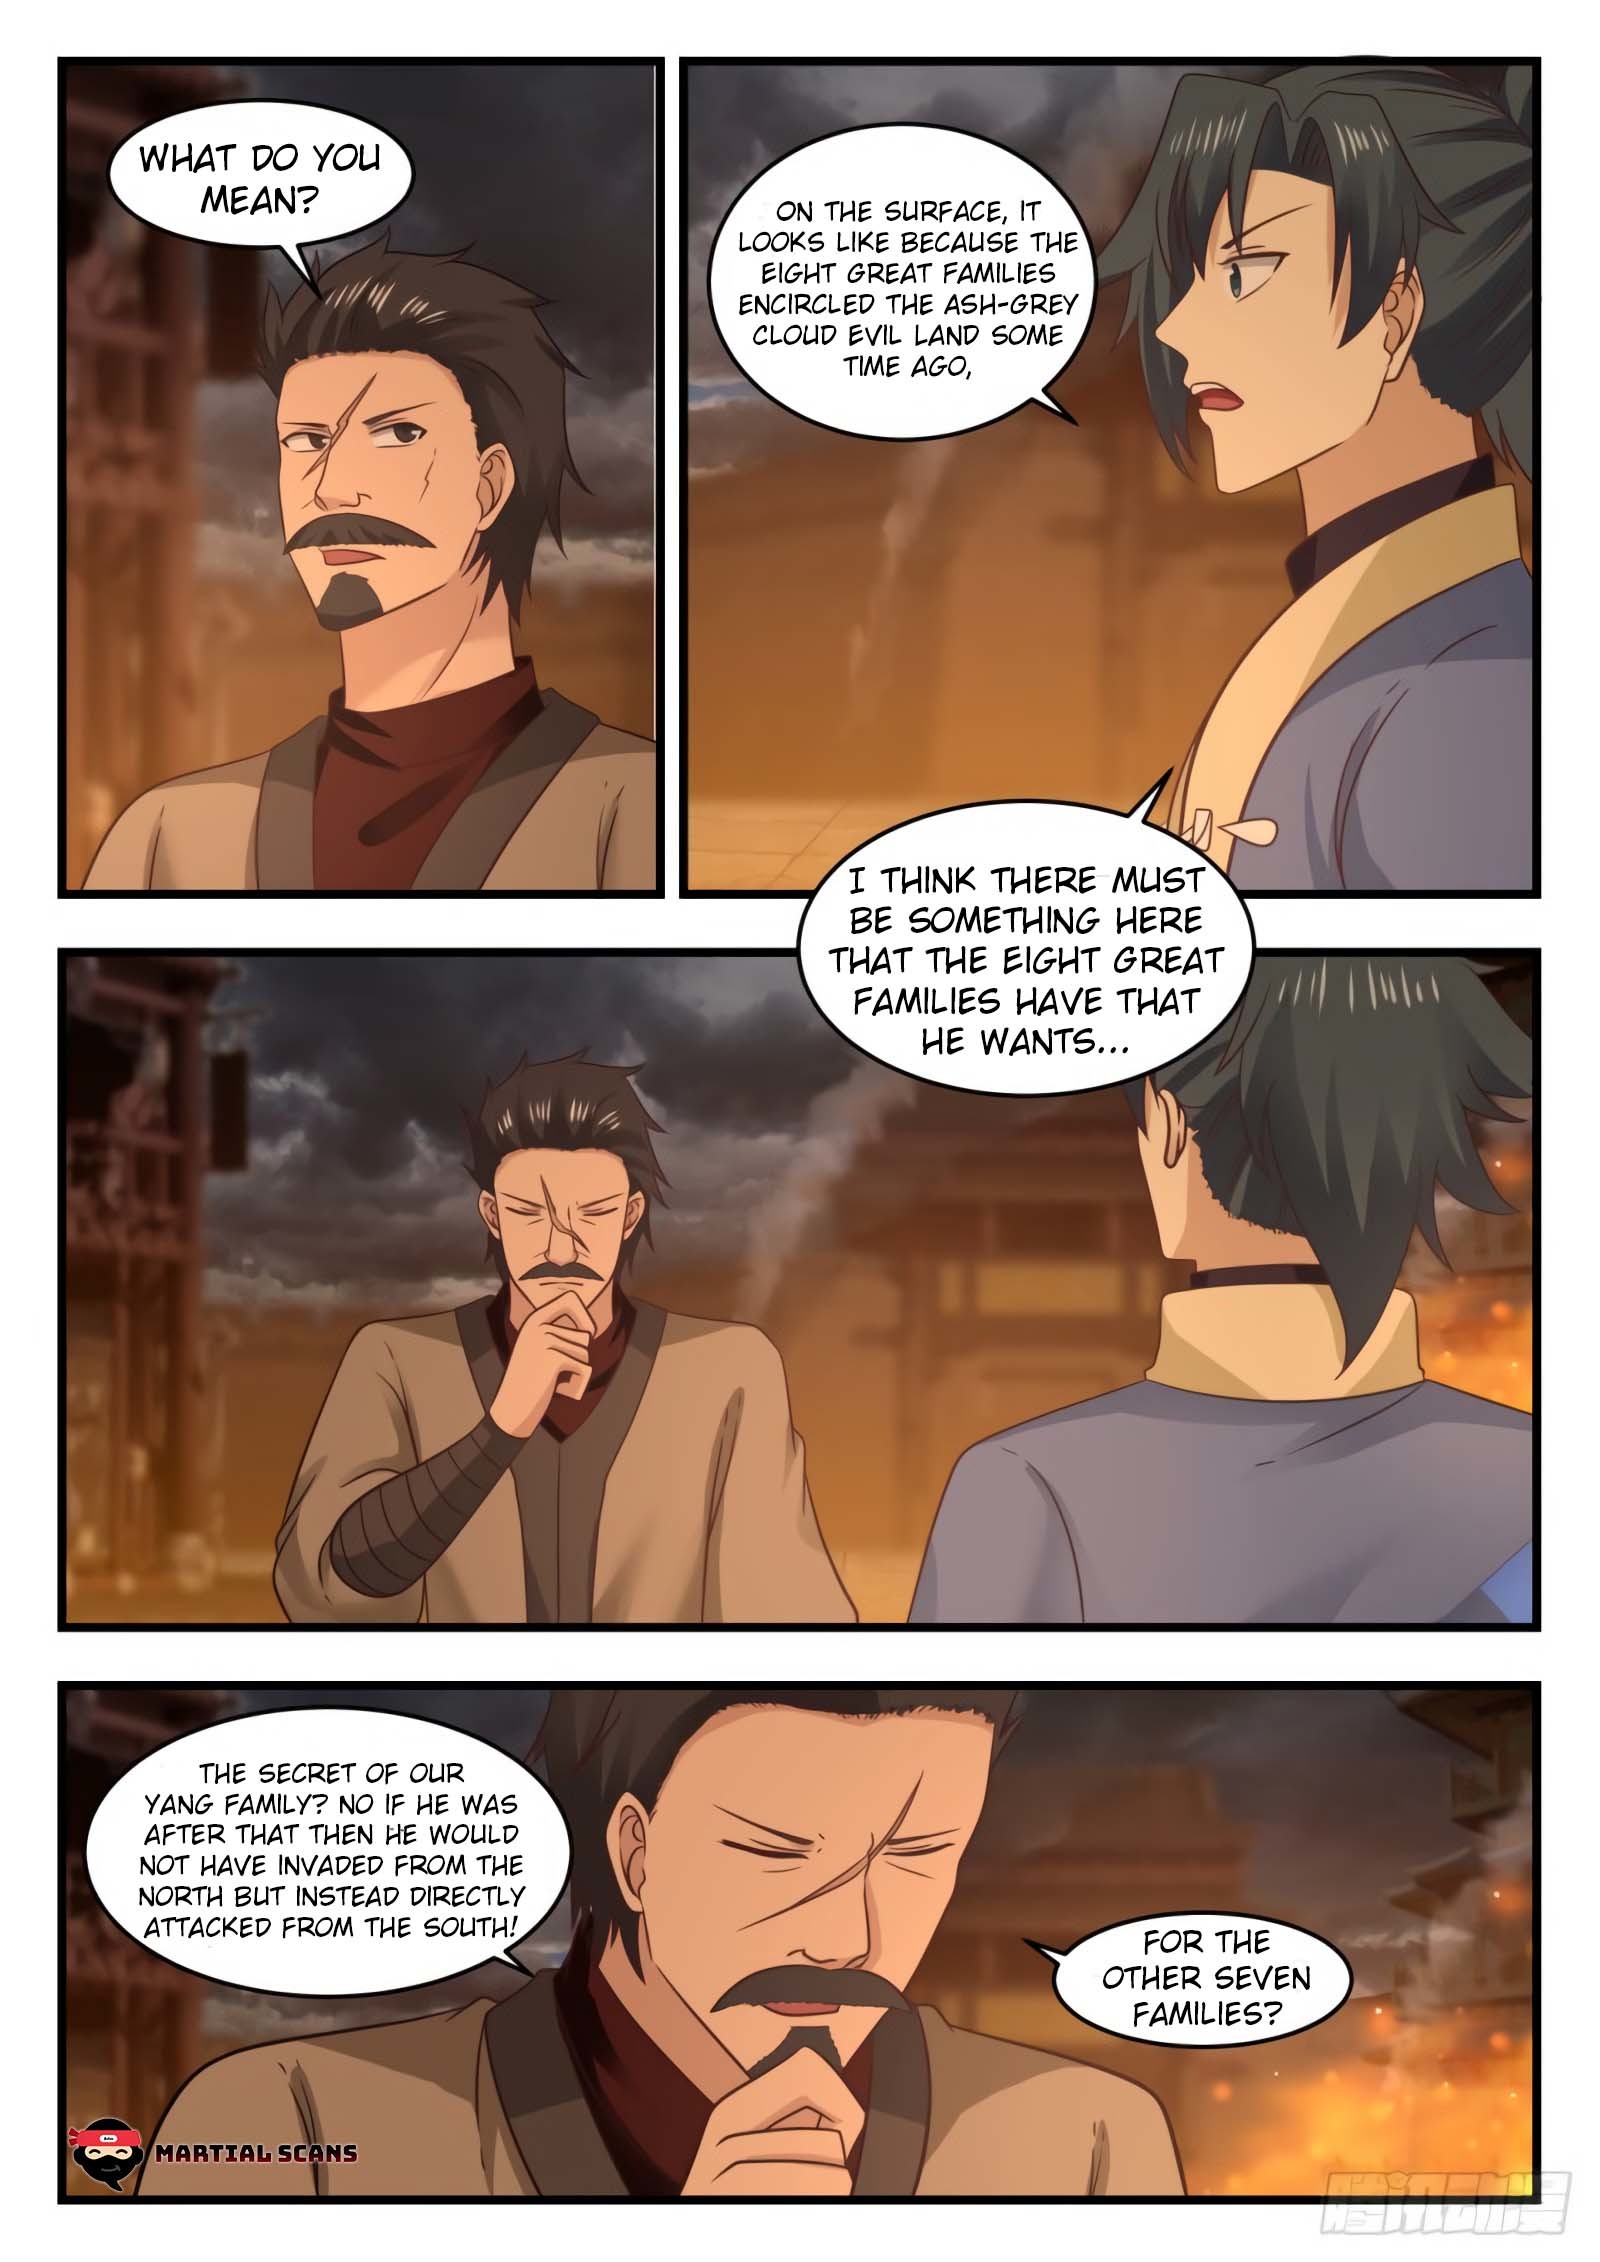 WHAT DO YOU
MEAN?
ON THE SURFACE, IT
LOOKS LIKE BECAUSE THE
EIGHT GREAT FAMILIES
ENCIRCLED THE ASH-GREY
CLOUD EVIL LAND SOME
TIME AGO,
I THINK THERE MUST
BE SOMETHING HERE
THAT THE EIGHT GREAT
FAMILIES HAVE THAT
HE WANTS...
THE SECRET OF OUR
YANG FAMILY? NO IF HE WAS
AFTER THAT THEN HE WOULD
NOT HAVE INVADED FROM THE
NORTH BUT INSTEAD DIRECTLY
ATTACKED FROM THE SOUTH!
FOR THE
OTHER SEVEN
FAMILIES?
MARTIAL SCANS